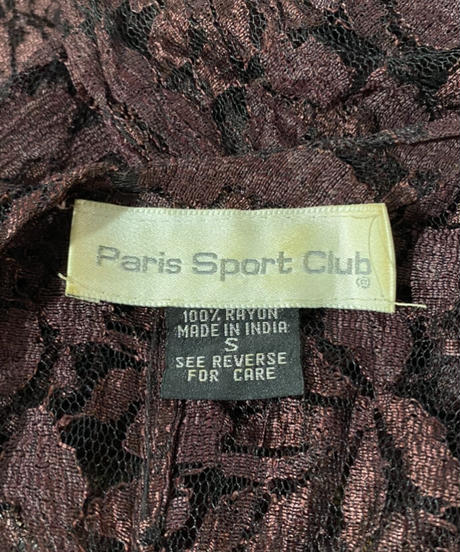 Paris Sport Club®
100% RAYON
MADE IN INDIA
S
SEE REVERSE
FOR CARE